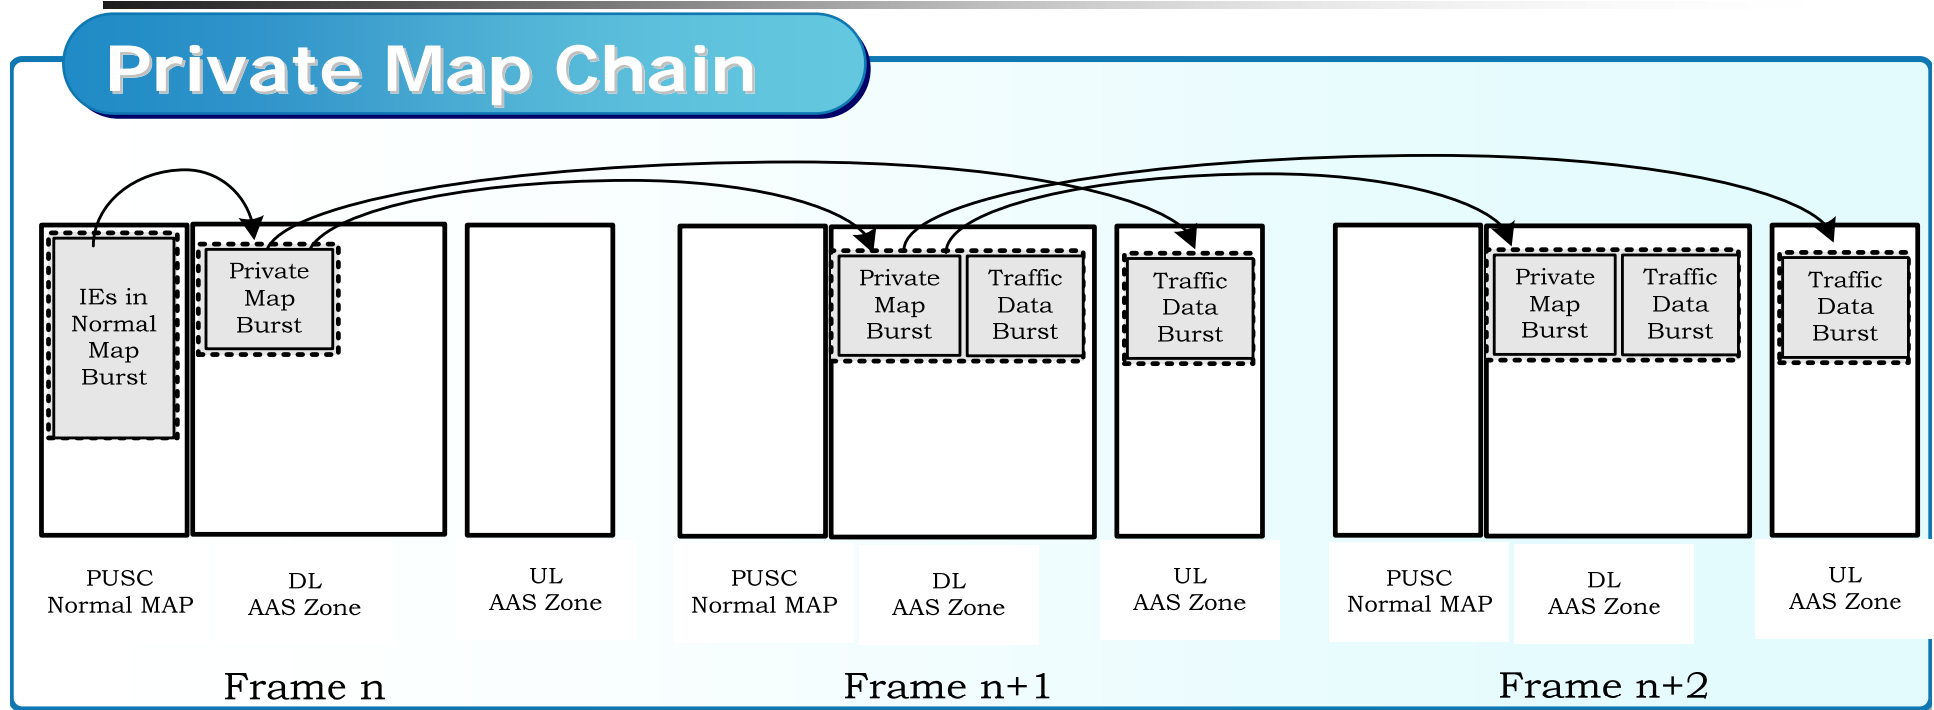 Private Map Chain
IEs in
Normal
Map
Burst
Private
Map
Burst
Private
Map
Burst
Traffic
Data
Burst
Traffic
Data
Burst
Private
Map
Burst
Traffic
Data
Burst
Traffic
Data
Burst
PUSC
Normal MAP
DL
AAS Zone
UL
AAS Zone
PUSC
Normal MAP
DL
AAS Zone
UL
AAS Zone
PUSC
Normal MAP
DL
AAS Zone
UL
AAS Zone
Frame n
Frame n+1
Frame n+2